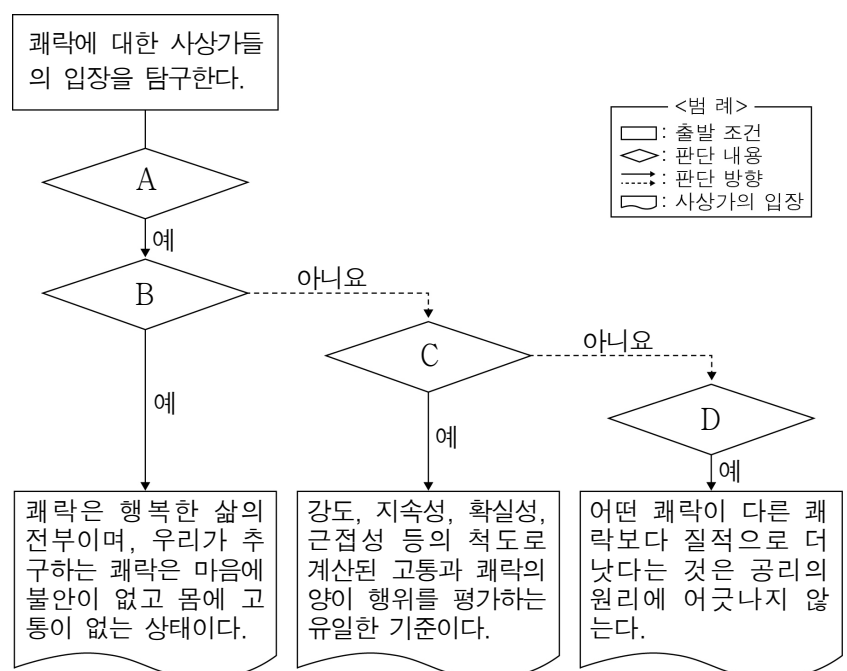 쾌락에 대한 사상가들
의 입장을 탐구한다.
<범 례>
: 출발 조건
: 판단 내용
: 판단 방향
: 사상가의 입장
A
예
B
아니요
C
아니요
D
예
예
예
쾌락은 행복한 삶의
전부이며, 우리가 추
구하는 쾌락은 마음에
불안이 없고 몸에 고
통이 없는 상태이다.
강도, 지속성, 확실성,
근접성 등의 척도로
계산된 고통과 쾌락의
양이 행위를 평가하는
유일한 기준이다.
어떤 쾌락이 다른 쾌
락보다 질적으로 더
낫다는 것은 공리의
원리에 어긋나지 않
는다.